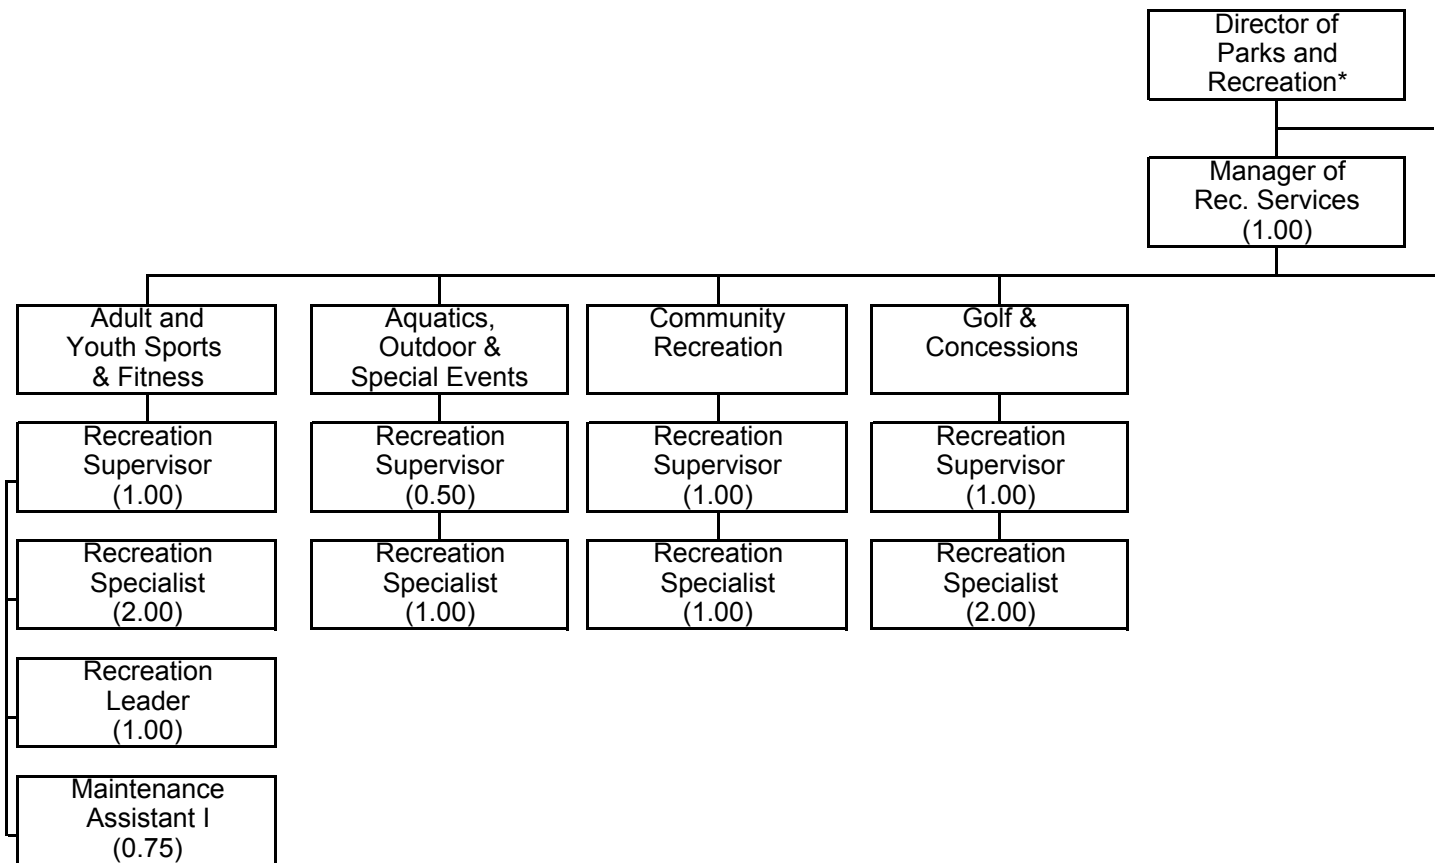 Director of
Parks and
Recreation*
Manager of
Rec. Services
(1.00)
Adult and
Youth Sports
& Fitness
Aquatics,
Outdoor &
Special Events
Community
Recreation
Golf &
Concessions
Recreation
Supervisor
(1.00)
Recreation
Supervisor
(0.50)
Recreation
Supervisor
(1.00)
Recreation
Supervisor
(1.00)
Recreation
Specialist
(2.00)
Recreation
Specialist
(1.00)
Recreation
Specialist
(1.00)
Recreation
Specialist
(2.00)
Recreation
Leader
(1.00)
Maintenance
Assistant I
(0.75)